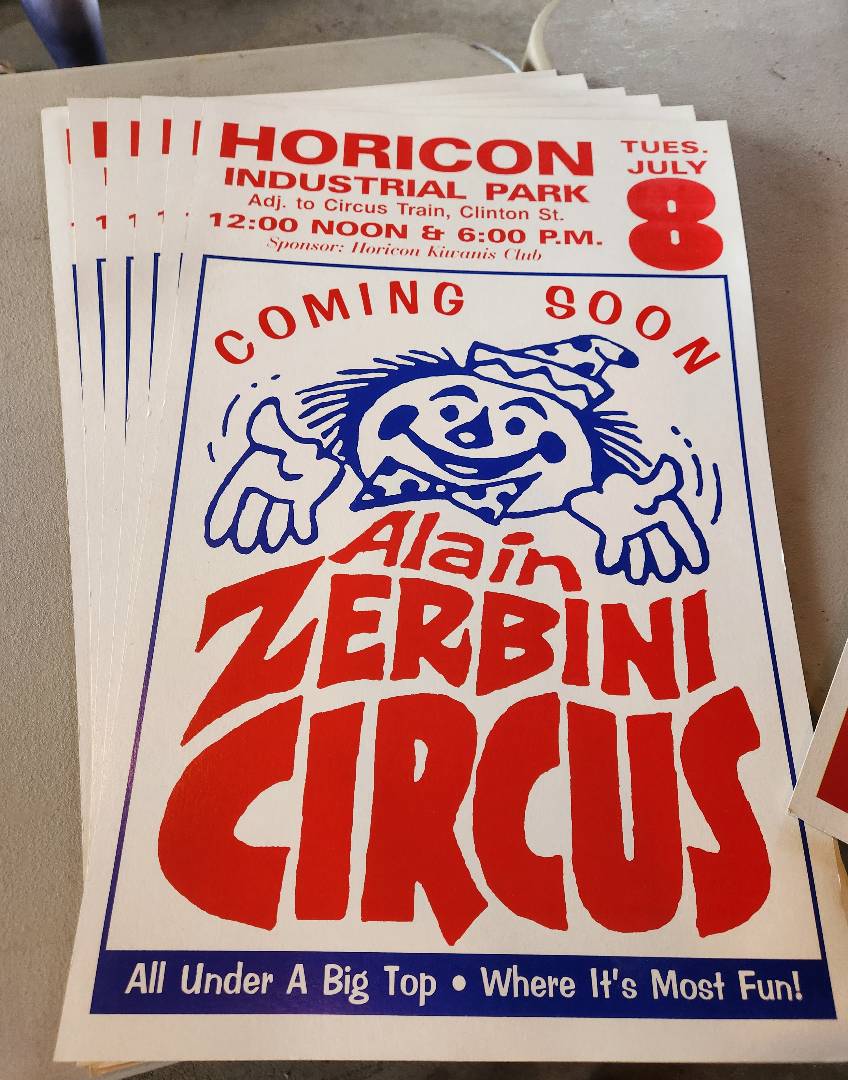 HORICON
INDUSTRIAL PARK
Adj. to Circus Train, Clinton St.
12:00 NOON & 6:00 P.M.
Sponsor: Horicon Kiwanis Club
TUES.
JULY
8
COMING SOON
Alain
ZERBINI
CIRCUS
All Under A Big Top • Where It's Most Fun!